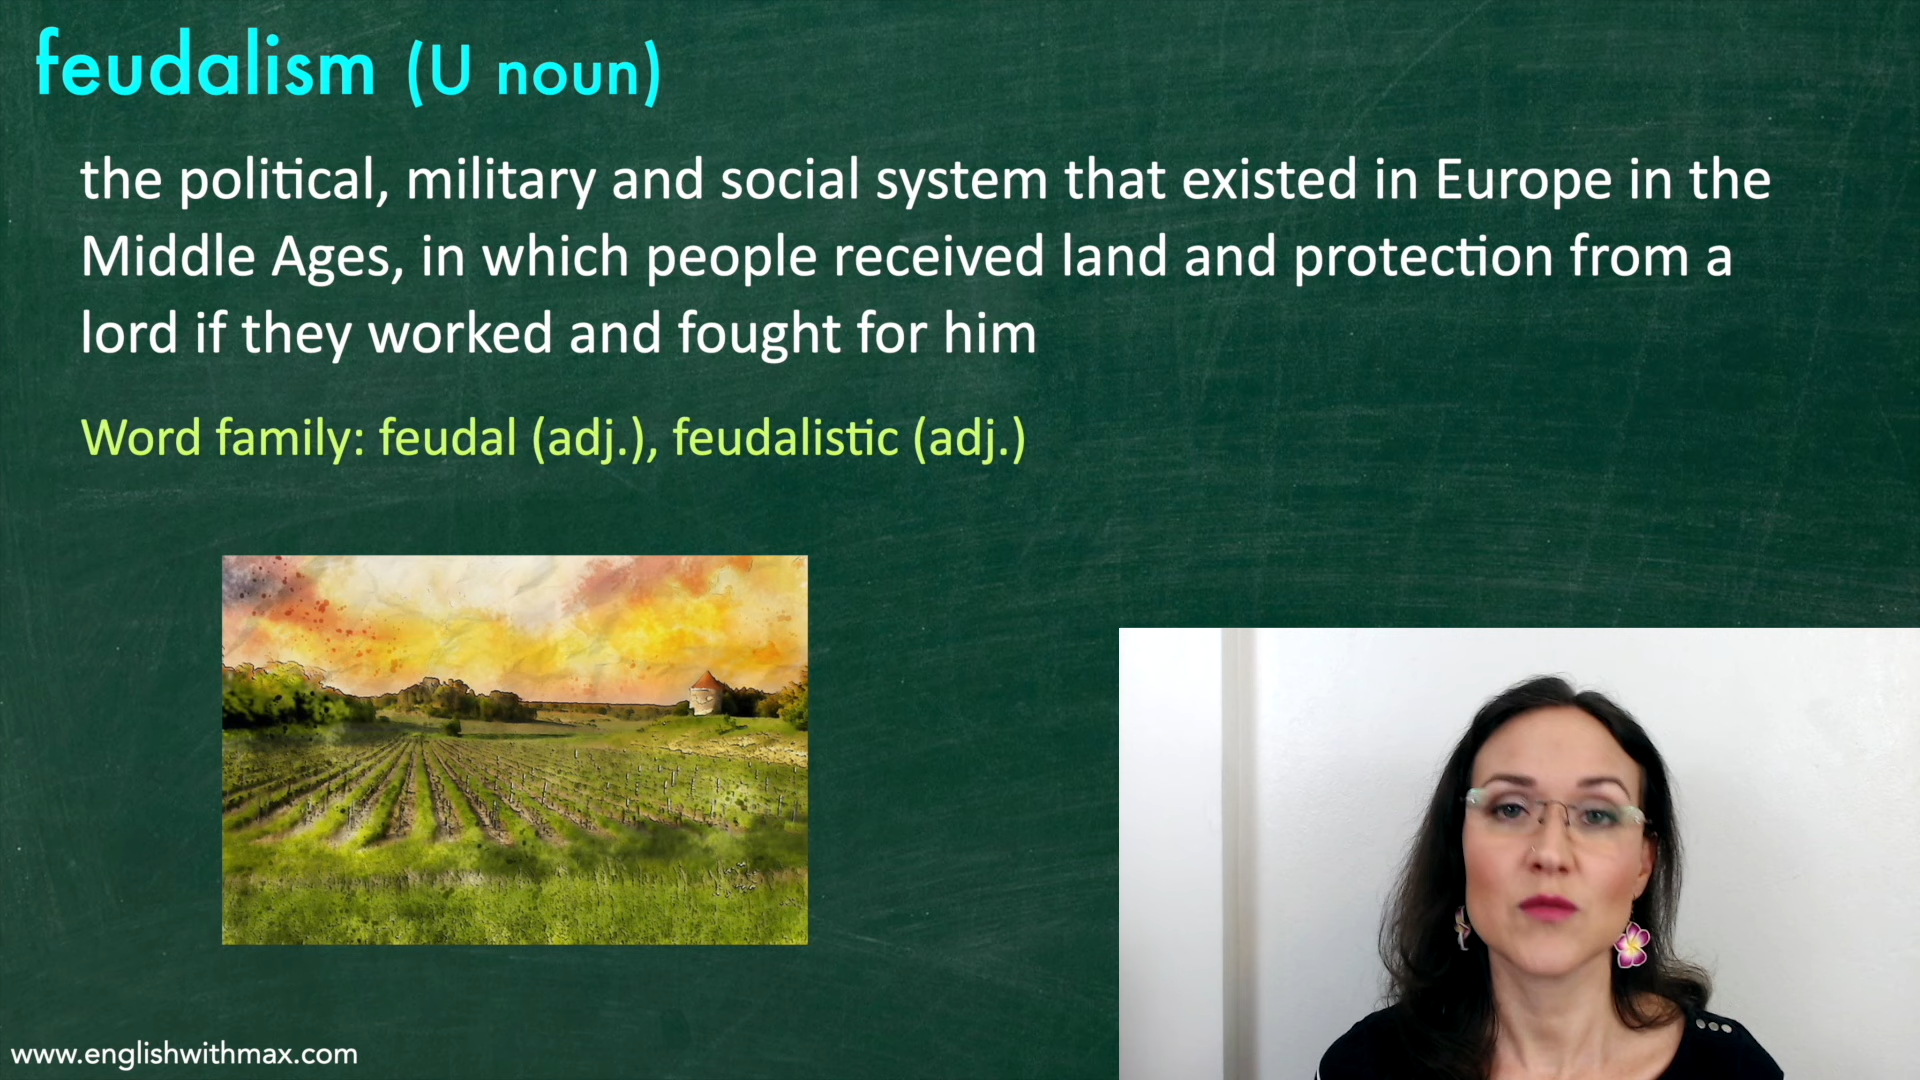 feudalism (U noun)
the political, military and social system that existed in Europe in the
Middle Ages, in which people received land and protection from a
lord if they worked and fought for him
Word family: feudal (adj.), feudalistic (adj.)
www.englishwithmax.com